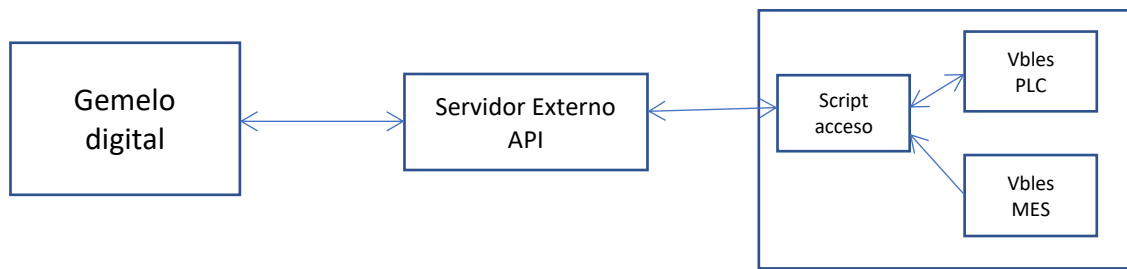 Gemelo
digital
Servidor Externo
API
Script
acceso
Vbles
PLC
Vbles
MES